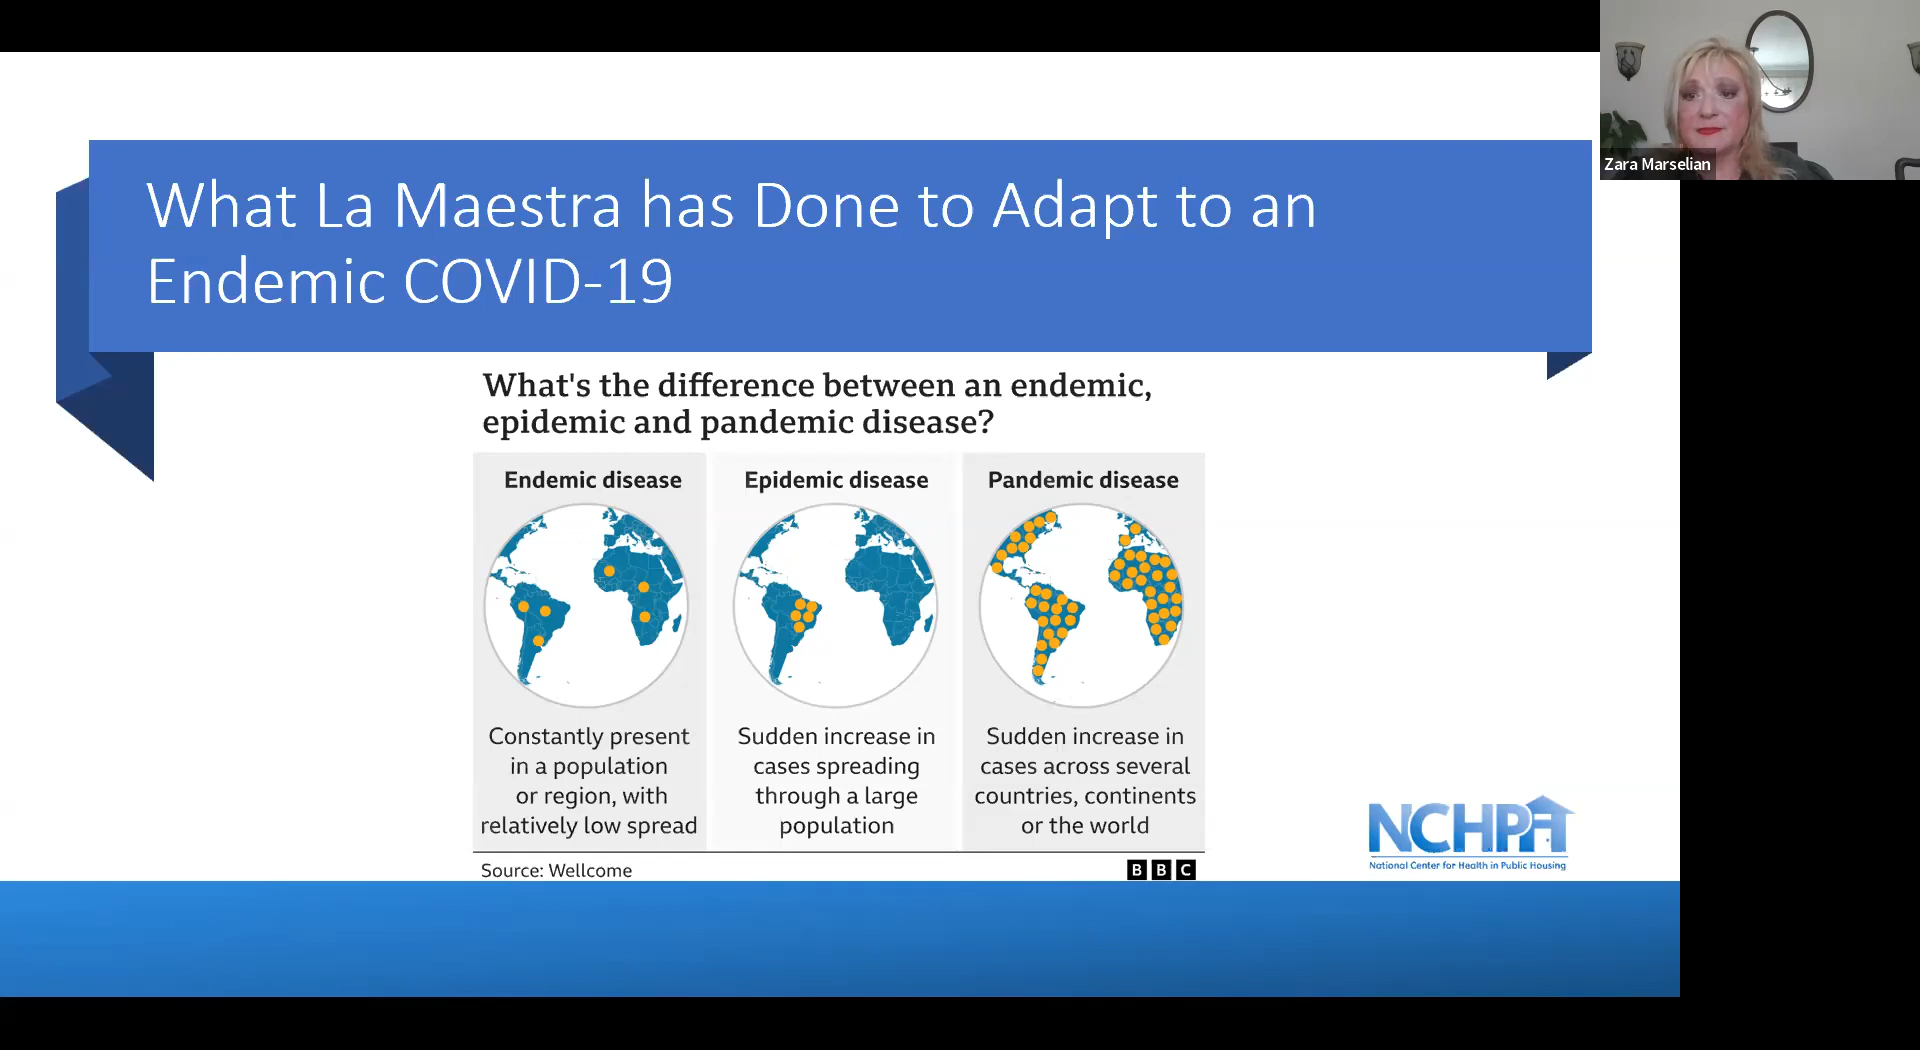 What La Maestra has Done to Adapt to an
Endemic COVID-19
What's the difference between an endemic,
epidemic and pandemic disease?
Endemic disease
Constantly present
in a population
or region, with
relatively low spread
Epidemic disease
Sudden increase in
cases spreading
through a large
population
Pandemic disease
Sudden increase in
cases across several
countries, continents
or the world
Source: Wellcome
BBC
NCHPH
National Center for Health in Public Housing
Zara Marselian